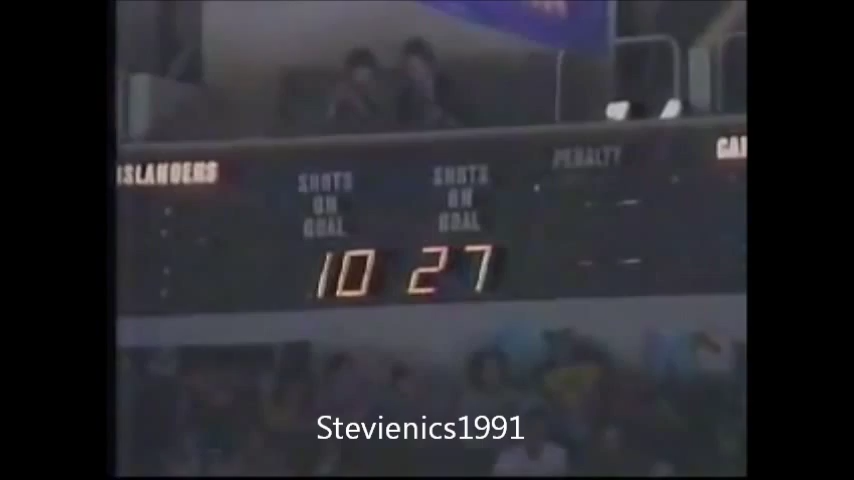 ISLANDERS
SHOTS
ON
GOAL
SHOTS
ON
GOAL
PENALTY
10 27
Stevienics1991